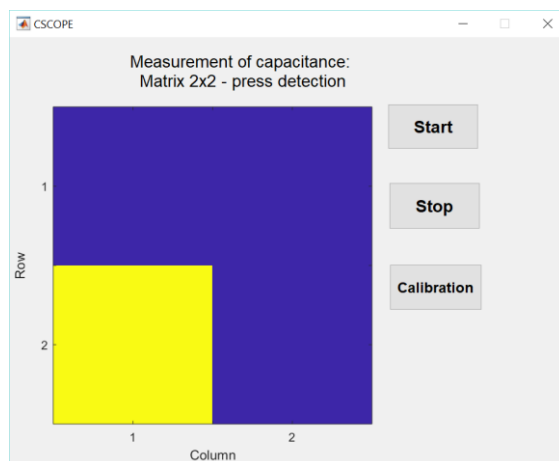 CSCOPE
Measurement of capacitance:
Matrix 2x2 - press detection
Start
Stop
Calibration
Row
1
2
1
2
Column